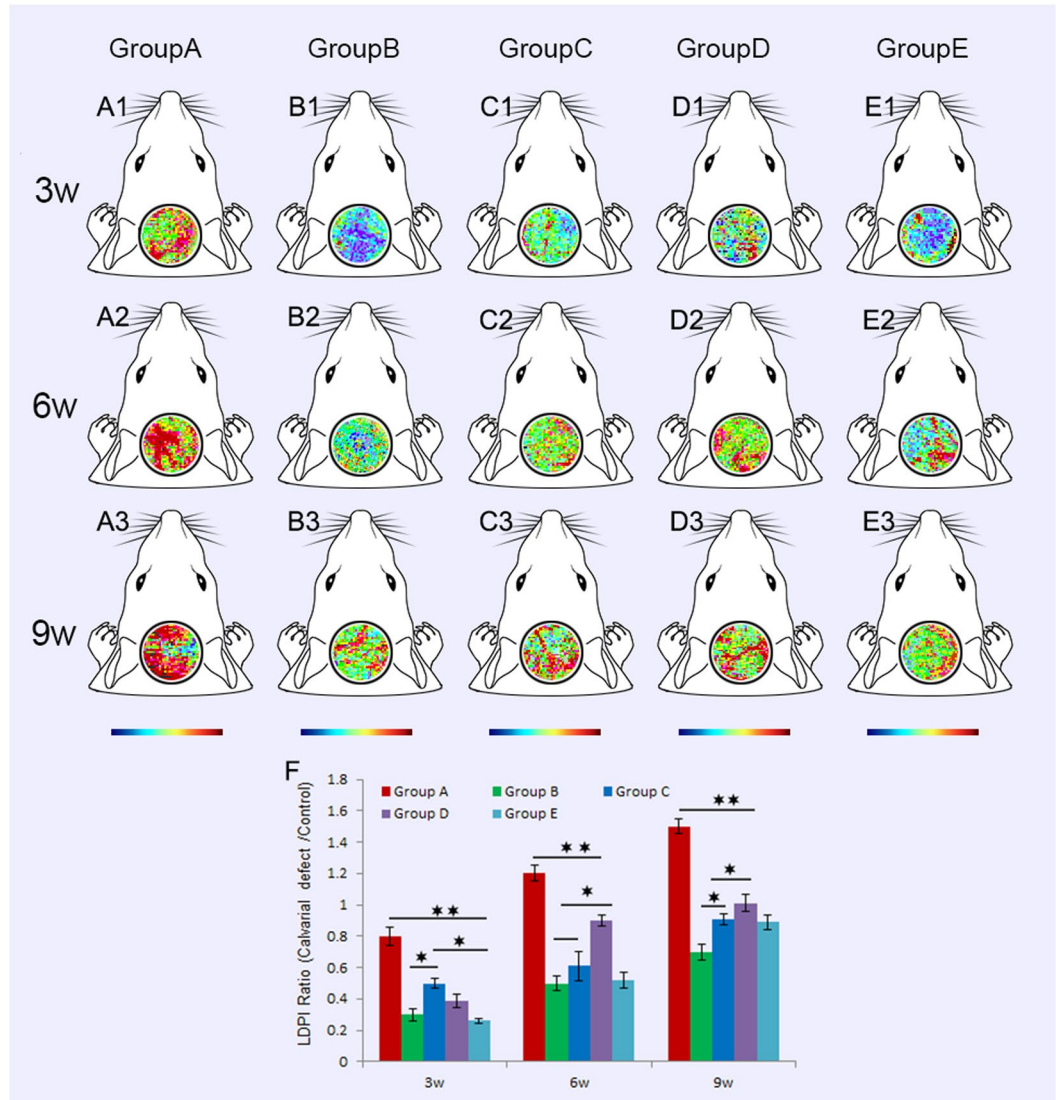 GroupA GroupB GroupC GroupD GroupE
A1 B1 C1 D1 E1
3w
A2 B2 C2 D2 E2
6w
A3 B3 C3 D3 E3
9w
F
LDPI Ratio (Calvarial defect /Control)
1.8
1.6
1.4
1.2
1
0.8
0.6
0.4
0.2
0
Group A Group B Group C
Group D Group E
3w 6w 9w